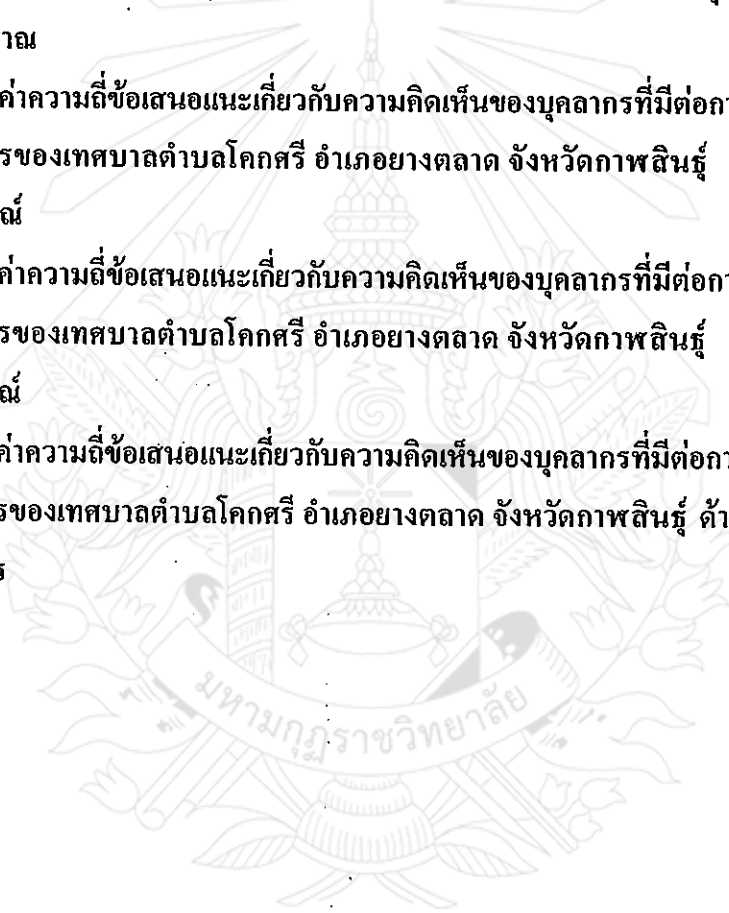 าณ
ค่าความถี่ข้อเสนอแนะเกี่ยวกับความคิดเห็นของบุคลากรที่มีต่อกา
รของเทศบาลตำบลโคกศรี อำเภอยางตลาด จังหวัดกาฬสินธุ์
ณ์
ค่าความถี่ข้อเสนอแนะเกี่ยวกับความคิดเห็นของบุคลากรที่มีต่อกา
รของเทศบาลตำบลโคกศรี อำเภอยางตลาด จังหวัดกาฬสินธุ์
ณ์
ค่าความถี่ข้อเสนอแนะเกี่ยวกับความคิดเห็นของบุคลากรที่มีต่อกา
รของเทศบาลตำบลโคกศรี อำเภอยางตลาด จังหวัดกาฬสินธุ์ ด้า
ร
มหามกุฏราชวิทยาลัย